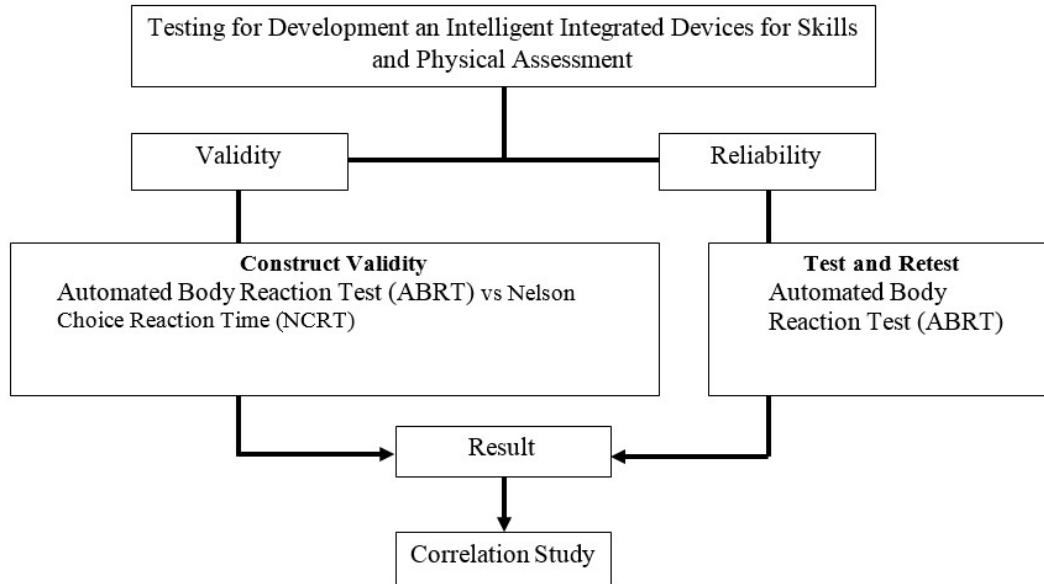 Testing for Development an Intelligent Integrated Devices for Skills
and Physical Assessment
Validity
Reliability
Construct Validity
Automated Body Reaction Test (ABRT) vs Nelson
Choice Reaction Time (NCRT)
Test and Retest
Automated Body
Reaction Test (ABRT)
Result
Correlation Study